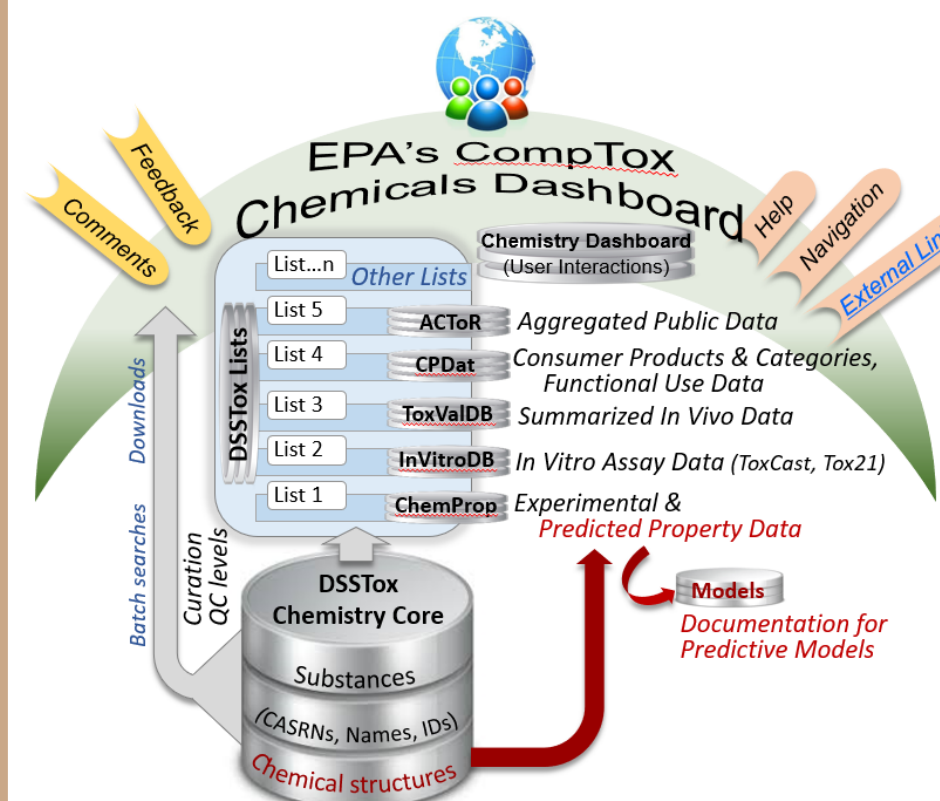 EPA's CompTox
Chemicals Dashboard
Comments
Feedback
Help
Navigation
External Lin
Chemistry Dashboard
(User Interactions)
List...n
Other Lists
DSSTox Lists
List 5
ACToR
Aggregated Public Data
List 4
CPDat
Consumer Products & Categories,
Functional Use Data
List 3
ToxValDB
Summarized In Vivo Data
List 2
InVitroDB
In Vitro Assay Data (ToxCast, Tox21)
List 1
ChemProp
Experimental &
Predicted Property Data
Models
Documentation for
Predictive Models
Batch searches Downloads
Curation
QC levels
DSSTox
Chemistry Core
Substances
(CASRNs, Names, IDs)
Chemical structures